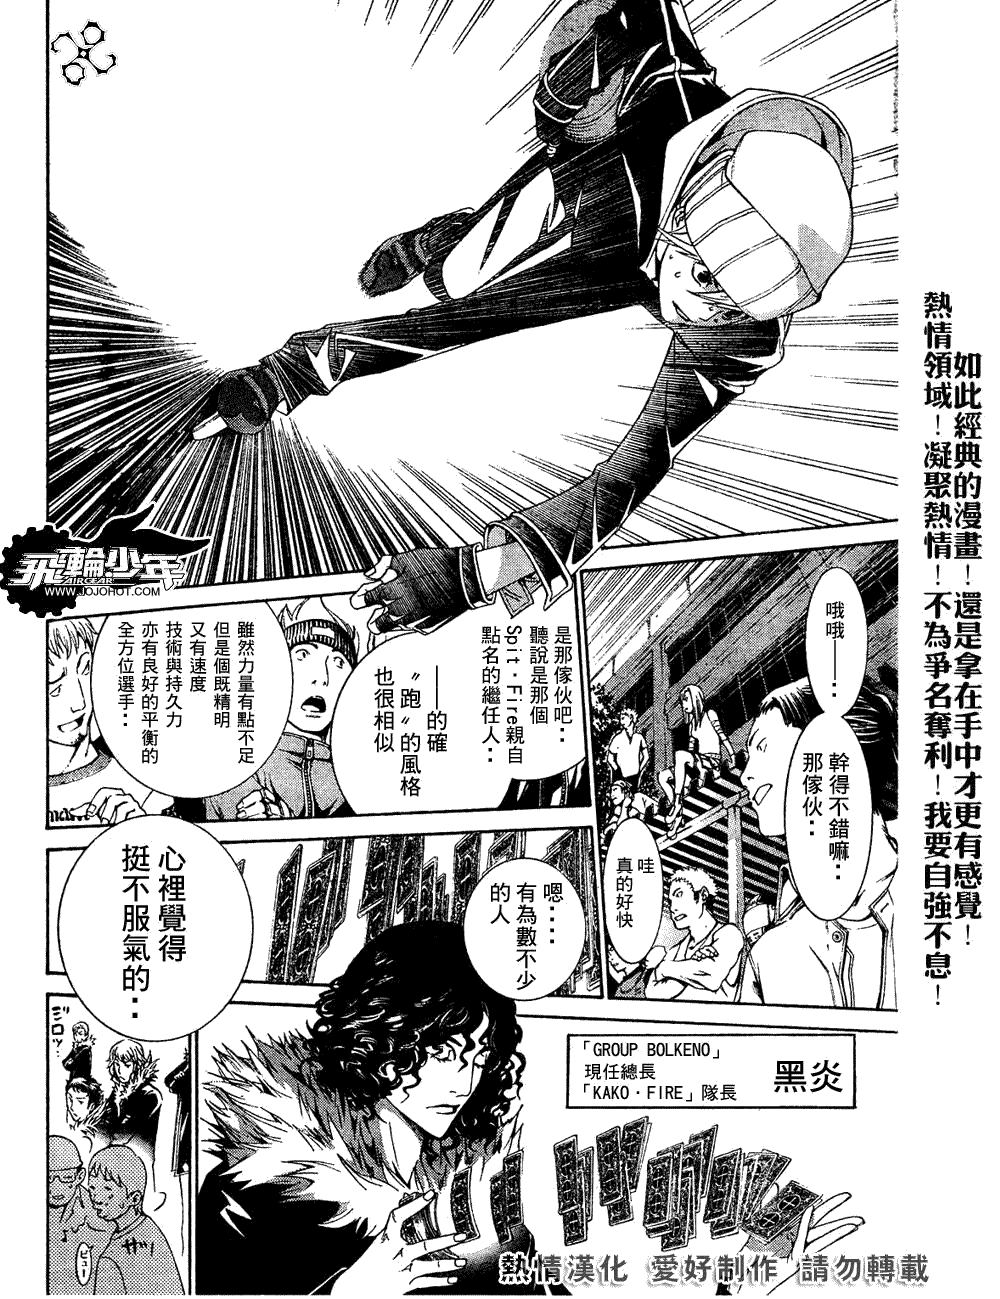 哦哦——‥
幹得不錯嘛‥
那傢伙‥
哇
真的好快
是那傢伙吧‥
聽說是那個
Spit・Fire親自
點名的繼任人‥
——的確
〝跑〞的風格
也很相似
雖然力量有點不足
但是個既精明
又有速度
技術與持久力
亦有良好的平衡的
全方位選手‥
嗯‥‥
有為數不少
的人
心裡覺得
挺不服氣的‥
「GROUP BOLKENO」
現任總長
「KAKO・FIRE」隊長
黑炎
ジロッ‥
ビュー
飛輪少年
AIRGEAR
WWW.JOJOHOT.COM
如此經典的漫畫！還是拿在手中才更有感覺！
熱情領域！凝聚熱情！不為爭名奪利！我要自強不息！
熱情漢化 愛好制作 請勿轉載